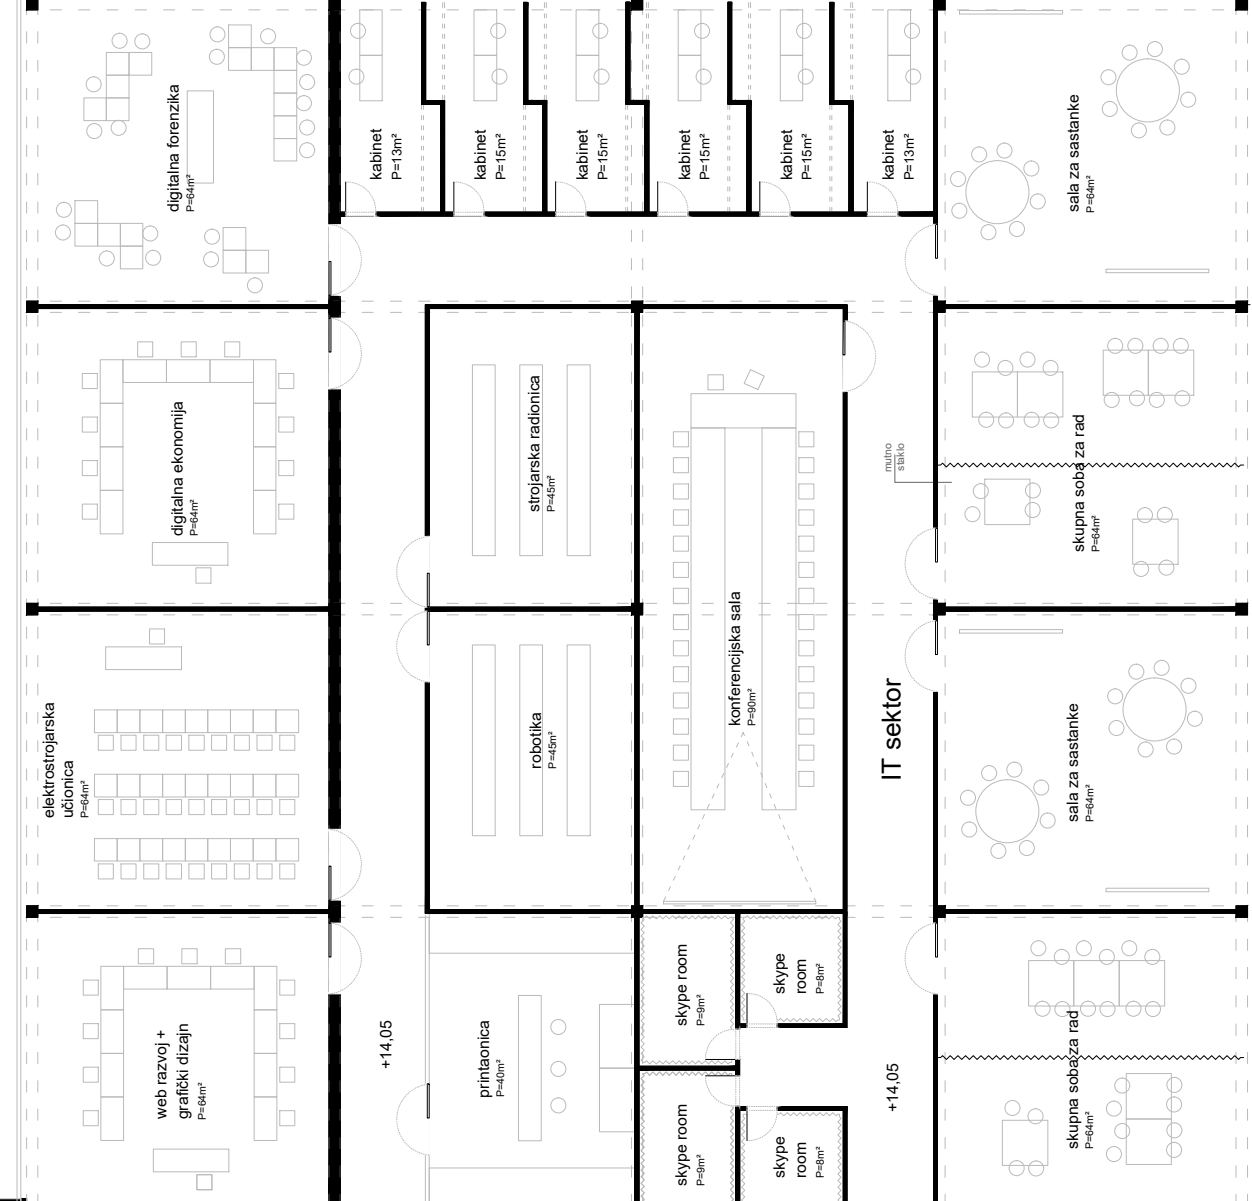 digitalna forenzika
P=64m²
kabinet
P=13m²
kabinet
P=15m²
kabinet
P=15m²
kabinet
P=15m²
kabinet
P=15m²
kabinet
P=13m²
sala za sastanke
P=64m²
digitalna ekonomija
P=64m²
strojarska radionica
P=45m²
mutno
staklo
skupna soba za rad
P=64m²
elektrostrojarska
učionica
P=64m²
robotika
P=45m²
konferencijska sala
P=90m²
IT sektor
sala za sastanke
P=64m²
web razvoj +
grafički dizajn
P=64m²
+14,05
printaonica
P=40m²
skype room
P=9m²
skype
room
P=8m²
skype room
P=9m²
skype
room
P=8m²
+14,05
skupna soba za rad
P=64m²